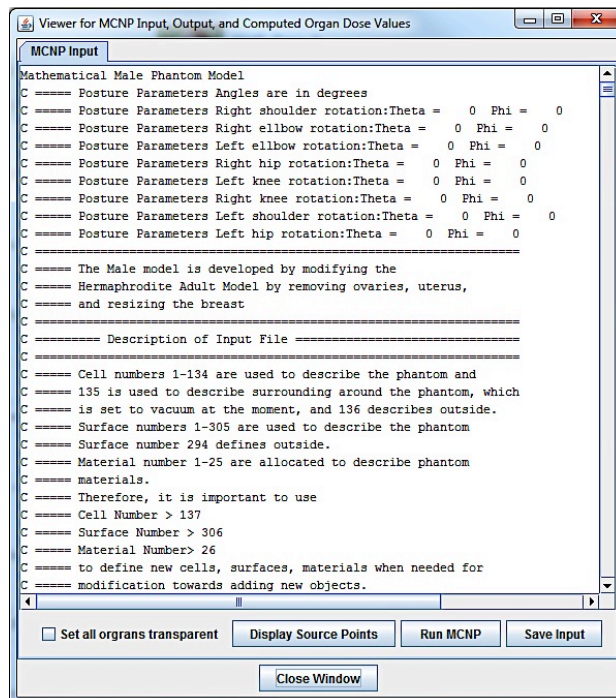 Viewer for MCNP Input, Output, and Computed Organ Dose Values
MCNP Input
Mathematical Male Phantom Model
C ===== Posture Parameters Angles are in degrees
C ===== Posture Parameters Right shoulder rotation:Theta = 0 Phi = 0
C ===== Posture Parameters Right ellbow rotation:Theta = 0 Phi = 0
C ===== Posture Parameters Left ellbow rotation:Theta = 0 Phi = 0
C ===== Posture Parameters Right hip rotation:Theta = 0 Phi = 0
C ===== Posture Parameters Left knee rotation:Theta = 0 Phi = 0
C ===== Posture Parameters Right knee rotation:Theta = 0 Phi = 0
C ===== Posture Parameters Left shoulder rotation:Theta = 0 Phi = 0
C ===== Posture Parameters Left hip rotation:Theta = 0 Phi = 0
C ==========================================================
C ===== The Male model is developed by modifying the
C ===== Hermaphrodite Adult Model by removing ovaries, uterus,
C ===== and resizing the breast
C ==========================================================
C ========= Description of Input File ===========================
C ==========================================================
C ===== Cell numbers 1-134 are used to describe the phantom and
C ===== 135 is used to describe surrounding around the phantom, which
C ===== is set to vacuum at the moment, and 136 describes outside.
C ===== Surface numbers 1-305 are used to describe the phantom
C ===== Surface number 294 defines outside.
C ===== Material number 1-25 are allocated to describe phantom
C ===== materials.
C ===== Therefore, it is important to use
C ===== Cell Number > 137
C ===== Surface Number > 306
C ===== Material Number> 26
C ===== to define new cells, surfaces, materials when needed for
C ===== modification towards adding new objects.
Set all orgrans transparent
Display Source Points
Run MCNP
Save Input
Close Window